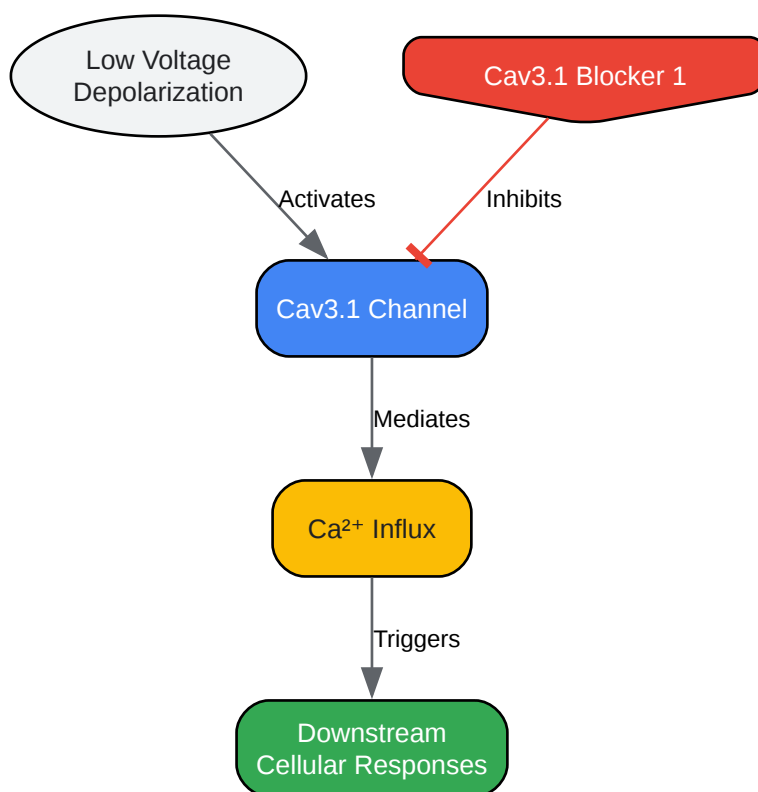 Low Voltage
Depolarization
Cav3.1 Blocker 1
Activates
Inhibits
Cav3.1 Channel
Mediates
Ca²⁺ Influx
Triggers
Downstream
Cellular Responses